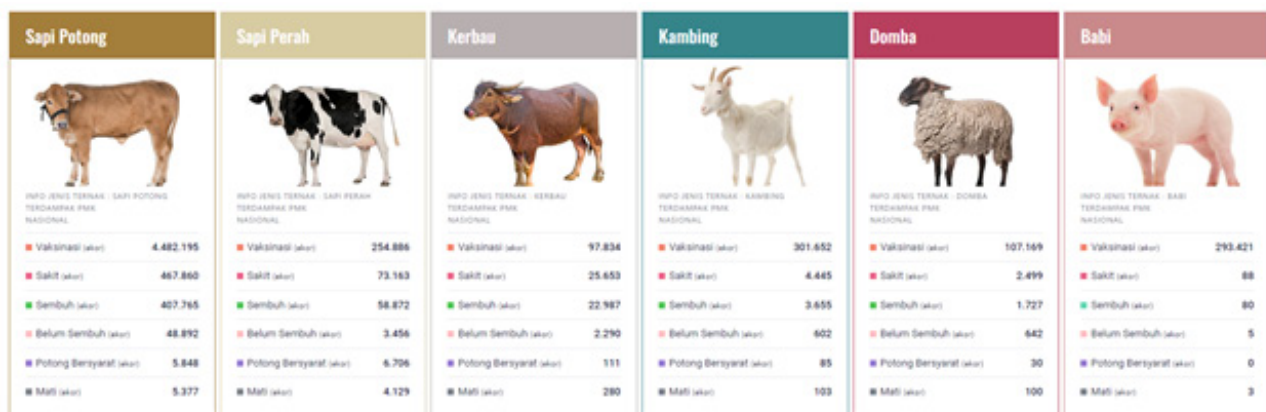 Sapi Potong
INFO JENIS TERNAK : SAPI POTONG
TERDAMPAK PMK
NASIONAL
Vaksinasi (ekor) 4.482.195
Sakit (ekor) 467.860
Sembuh (ekor) 407.765
Belum Sembuh (ekor) 48.892
Potong Bersyarat (ekor) 5.848
Mati (ekor) 5.377
Sapi Perah
INFO JENIS TERNAK : SAPI PERAH
TERDAMPAK PMK
NASIONAL
Vaksinasi (ekor) 254.886
Sakit (ekor) 73.163
Sembuh (ekor) 58.872
Belum Sembuh (ekor) 3.456
Potong Bersyarat (ekor) 6.706
Mati (ekor) 4.129
Kerbau
INFO JENIS TERNAK : KERBAU
TERDAMPAK PMK
NASIONAL
Vaksinasi (ekor) 97.834
Sakit (ekor) 25.653
Sembuh (ekor) 22.987
Belum Sembuh (ekor) 2.290
Potong Bersyarat (ekor) 111
Mati (ekor) 280
Kambing
INFO JENIS TERNAK : KAMBING
TERDAMPAK PMK
NASIONAL
Vaksinasi (ekor) 301.652
Sakit (ekor) 4.445
Sembuh (ekor) 3.655
Belum Sembuh (ekor) 602
Potong Bersyarat (ekor) 85
Mati (ekor) 103
Domba
INFO JENIS TERNAK : DOMBA
TERDAMPAK PMK
NASIONAL
Vaksinasi (ekor) 107.169
Sakit (ekor) 2.499
Sembuh (ekor) 1.727
Belum Sembuh (ekor) 642
Potong Bersyarat (ekor) 30
Mati (ekor) 100
Babi
INFO JENIS TERNAK : BABI
TERDAMPAK PMK
NASIONAL
Vaksinasi (ekor) 293.421
Sakit (ekor) 88
Sembuh (ekor) 80
Belum Sembuh (ekor) 5
Potong Bersyarat (ekor) 0
Mati (ekor) 3